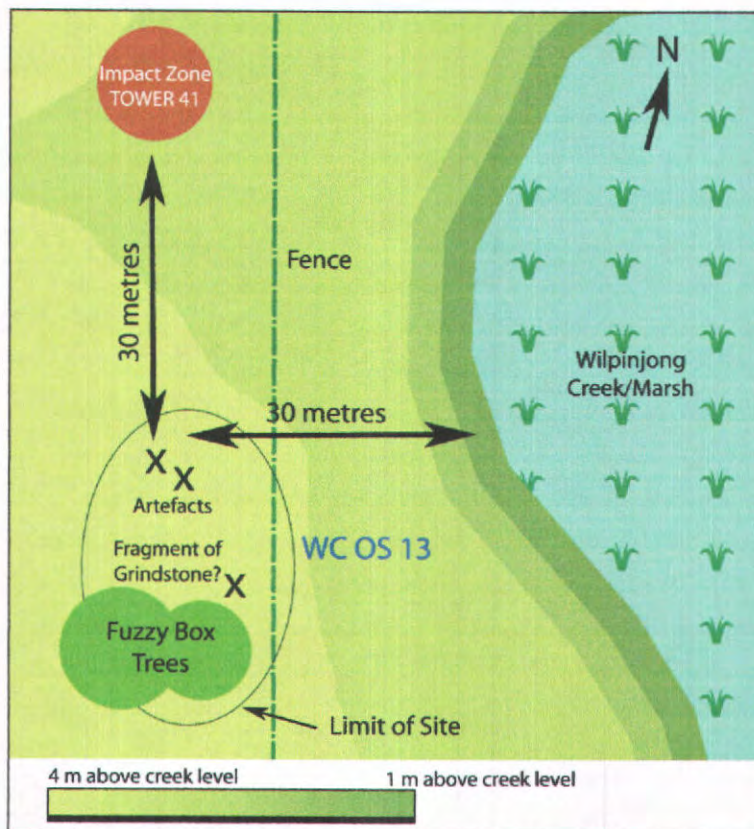 Impact Zone
TOWER 41
N
30 metres
Fence
Wilpinjong
Creek/Marsh
30 metres
X
X
Artefacts
Fragment of
Grindstone?
X
WC OS 13
Fuzzy Box
Trees
Limit of Site
4 m above creek level
1 m above creek level